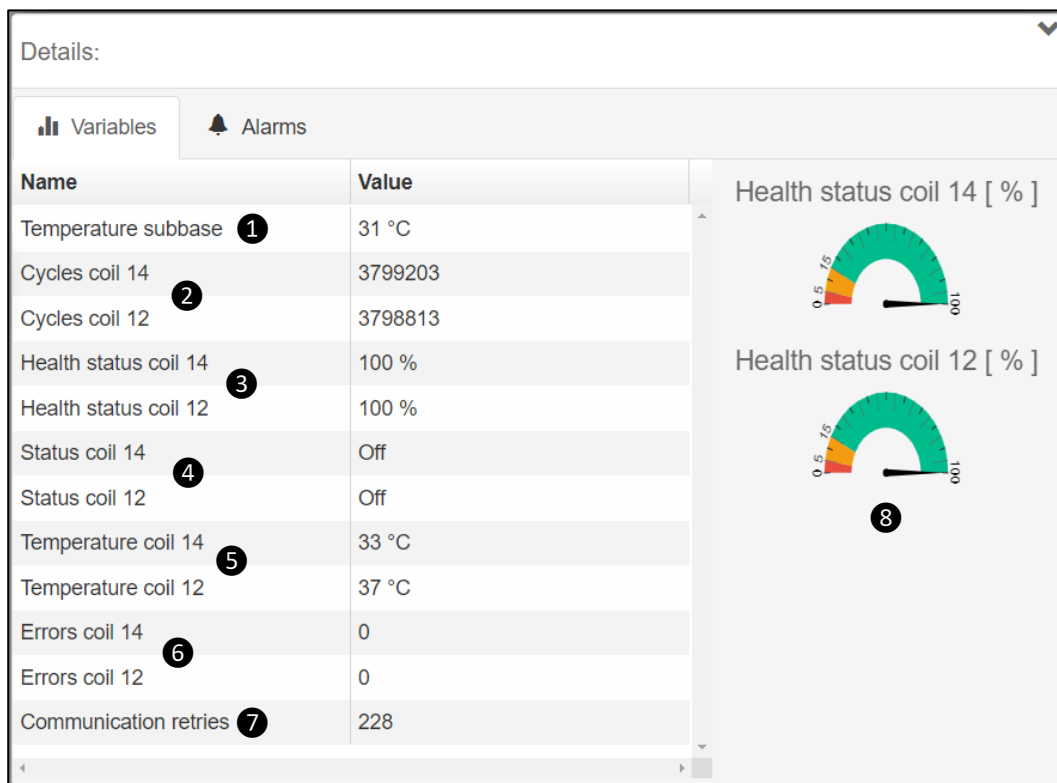 Details:
Variables Alarms
Name Value
Temperature subbase 1 31 °C
Cycles coil 14 3799203
2
Cycles coil 12 3798813
Health status coil 14 100 %
3
Health status coil 12 100 %
Status coil 14 Off
4
Status coil 12 Off
Temperature coil 14 33 °C
5
Temperature coil 12 37 °C
Errors coil 14 0
6
Errors coil 12 0
Communication retries 7 228
Health status coil 14 [ % ]
0 5 15 100
Health status coil 12 [ % ]
0 5 15 100
8